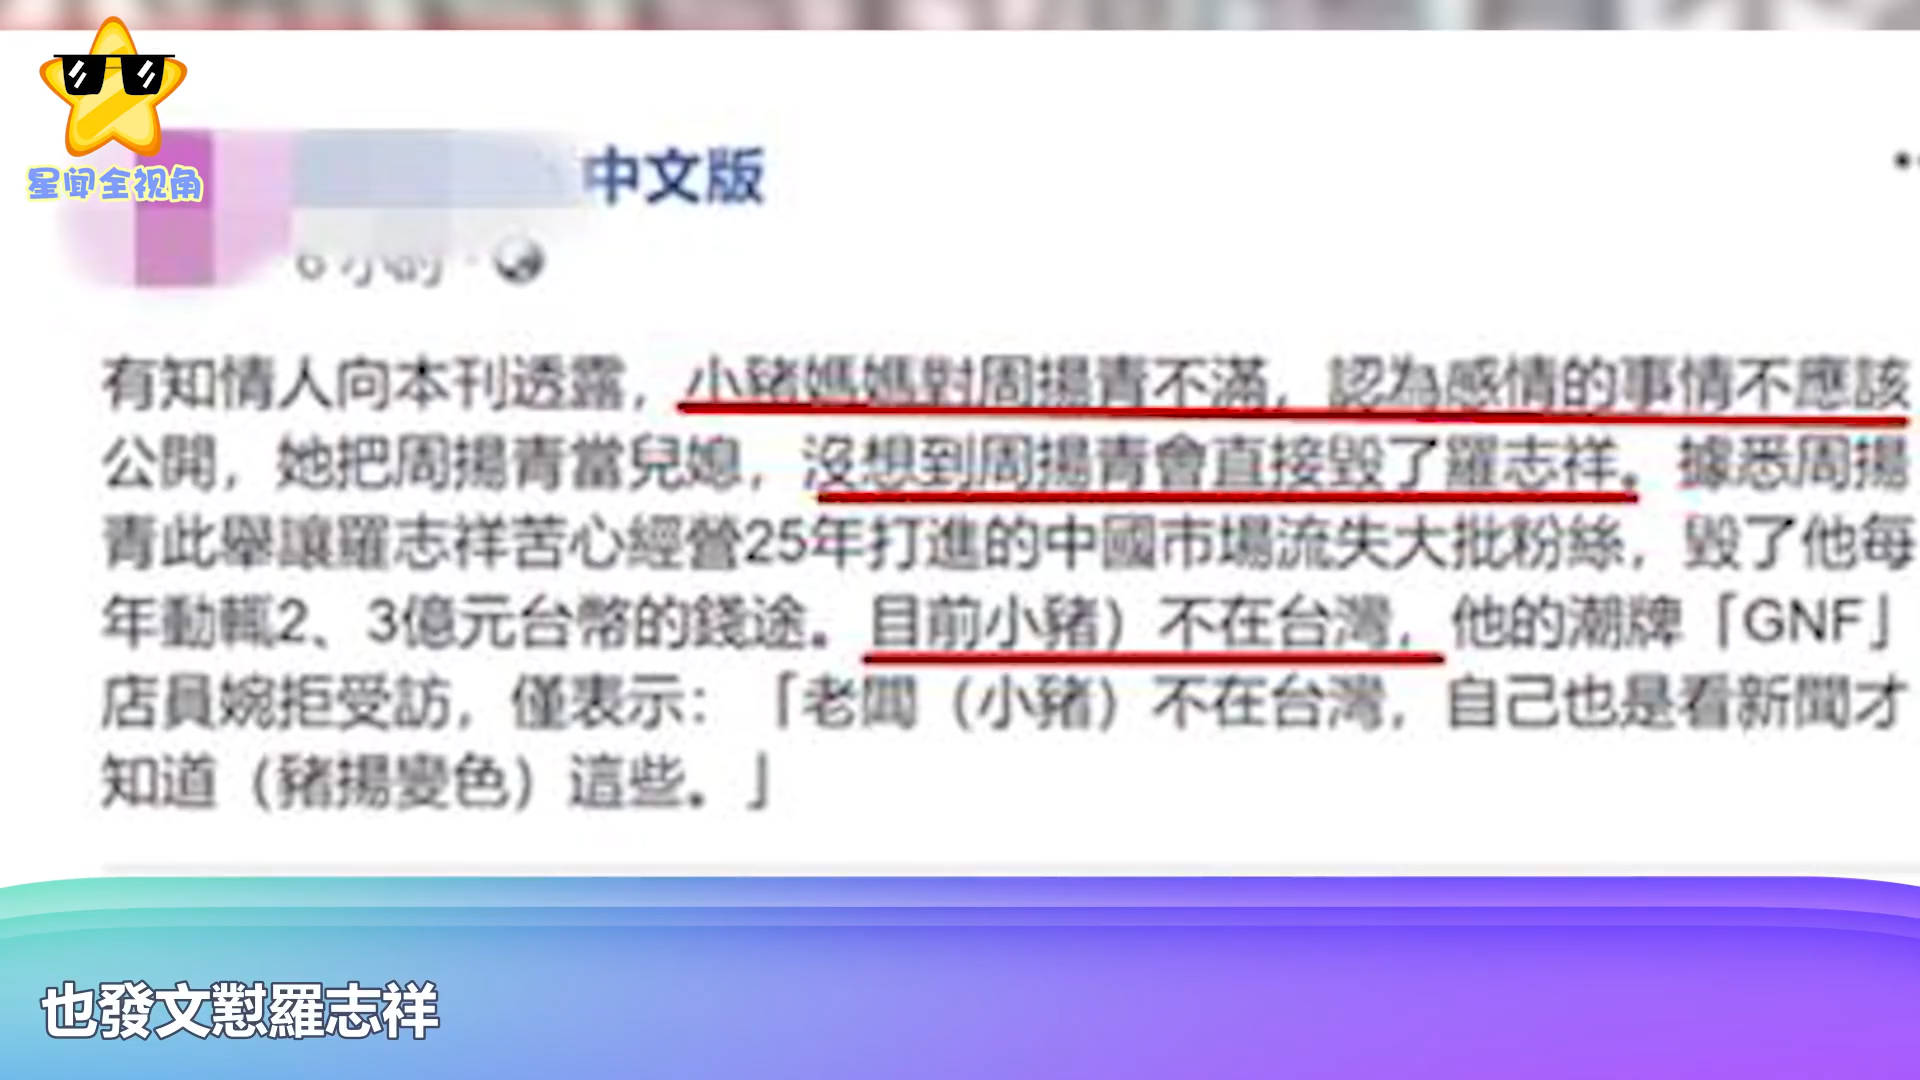 星闻全视角
中文版
6 小時
有知情人向本刊透露，小豬媽媽對周揚青不滿，認為感情的事情不應該
公開，她把周揚青當兒媳，沒想到周揚青會直接毀了羅志祥。據悉周揚
青此舉讓羅志祥苦心經營25年打進的中國市場流失大批粉絲，毀了他每
年動輒2、3億元台幣的錢途。目前小豬）不在台灣，他的潮牌「GNF」
店員婉拒受訪，僅表示：「老闆（小豬）不在台灣，自己也是看新聞才
知道（豬揚變色）這些。」
也發文懟羅志祥